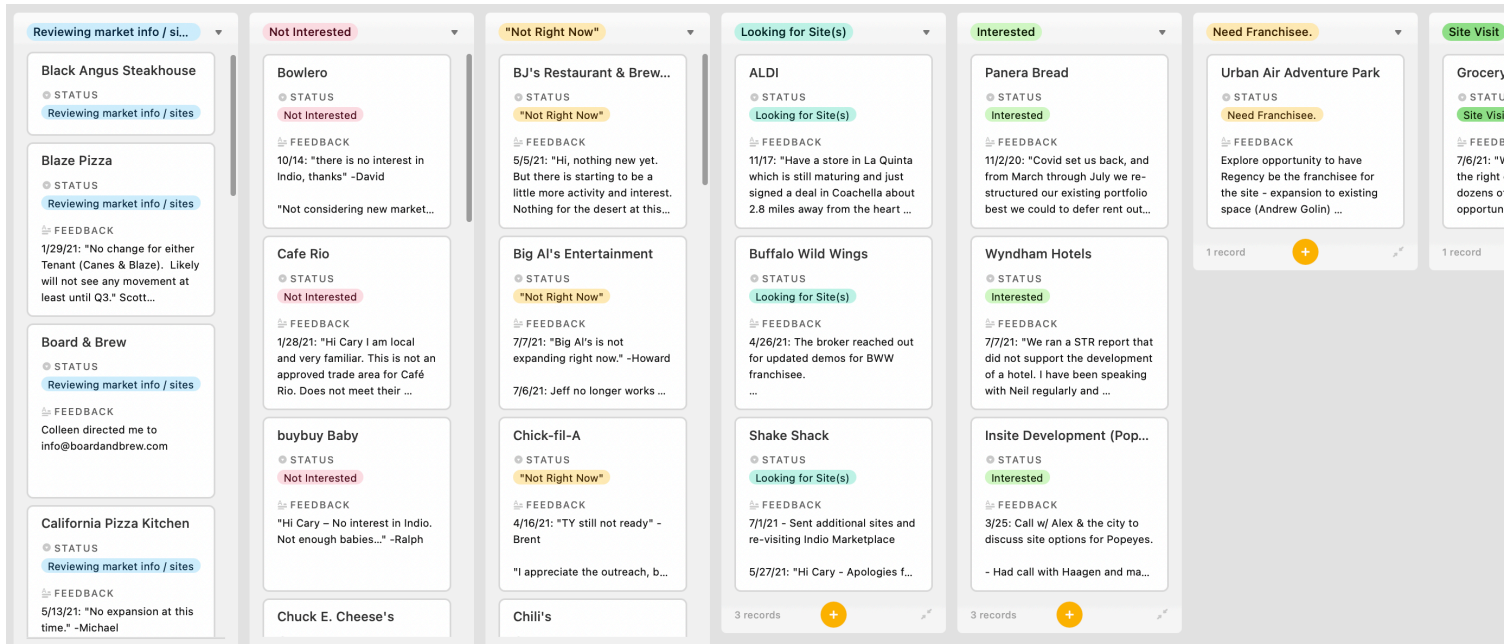 Reviewing market info / si...
Black Angus Steakhouse
STATUS
Reviewing market info / sites
Blaze Pizza
STATUS
Reviewing market info / sites
FEEDBACK
1/29/21: "No change for either
Tenant (Canes & Blaze).  Likely
will not see any movement at
least until Q3." Scott...
Board & Brew
STATUS
Reviewing market info / sites
FEEDBACK
Colleen directed me to
info@boardandbrew.com
California Pizza Kitchen
STATUS
Reviewing market info / sites
FEEDBACK
5/13/21: "No expansion at this
time." -Michael
Not Interested
Bowlero
STATUS
Not Interested
FEEDBACK
10/14: "there is no interest in
Indio, thanks" -David
"Not considering new market...
Cafe Rio
STATUS
Not Interested
FEEDBACK
1/28/21: "Hi Cary I am local
and very familiar. This is not an
approved trade area for Café
Rio. Does not meet their ...
buybuy Baby
STATUS
Not Interested
FEEDBACK
"Hi Cary – No interest in Indio.
Not enough babies..." -Ralph
Chuck E. Cheese's
"Not Right Now"
BJ's Restaurant & Brew...
STATUS
"Not Right Now"
FEEDBACK
5/5/21: "Hi, nothing new yet.
But there is starting to be a
little more activity and interest.
Nothing for the desert at this...
Big Al's Entertainment
STATUS
"Not Right Now"
FEEDBACK
7/7/21: "Big Al's is not
expanding right now." -Howard
7/6/21: Jeff no longer works ...
Chick-fil-A
STATUS
"Not Right Now"
FEEDBACK
4/16/21: "TY still not ready" -
Brent
"I appreciate the outreach, b...
Chili's
Looking for Site(s)
ALDI
STATUS
Looking for Site(s)
FEEDBACK
11/17: "Have a store in La Quinta
which is still maturing and just
signed a deal in Coachella about
2.8 miles away from the heart ...
Buffalo Wild Wings
STATUS
Looking for Site(s)
FEEDBACK
4/26/21: The broker reached out
for updated demos for BWW
franchisee.
...
Shake Shack
STATUS
Looking for Site(s)
FEEDBACK
7/1/21 - Sent additional sites and
re-visiting Indio Marketplace
5/27/21: "Hi Cary - Apologies f...
3 records
Interested
Panera Bread
STATUS
Interested
FEEDBACK
11/2/20: "Covid set us back, and
from March through July we re-
structured our existing portfolio
best we could to defer rent out...
Wyndham Hotels
STATUS
Interested
FEEDBACK
7/7/21: "We ran a STR report that
did not support the development
of a hotel. I have been speaking
with Neil regularly and ...
Insite Development (Pop...
STATUS
Interested
FEEDBACK
3/25: Call w/ Alex & the city to
discuss site options for Popeyes.
- Had call with Haagen and ma...
3 records
Need Franchisee.
Urban Air Adventure Park
STATUS
Need Franchisee.
FEEDBACK
Explore opportunity to have
Regency be the franchisee for
the site - expansion to existing
space (Andrew Golin) ...
1 record
Site Visit
Grocery
STATU
Site Visi
FEED
7/6/21: "W
the right
dozens o
opportun
1 record